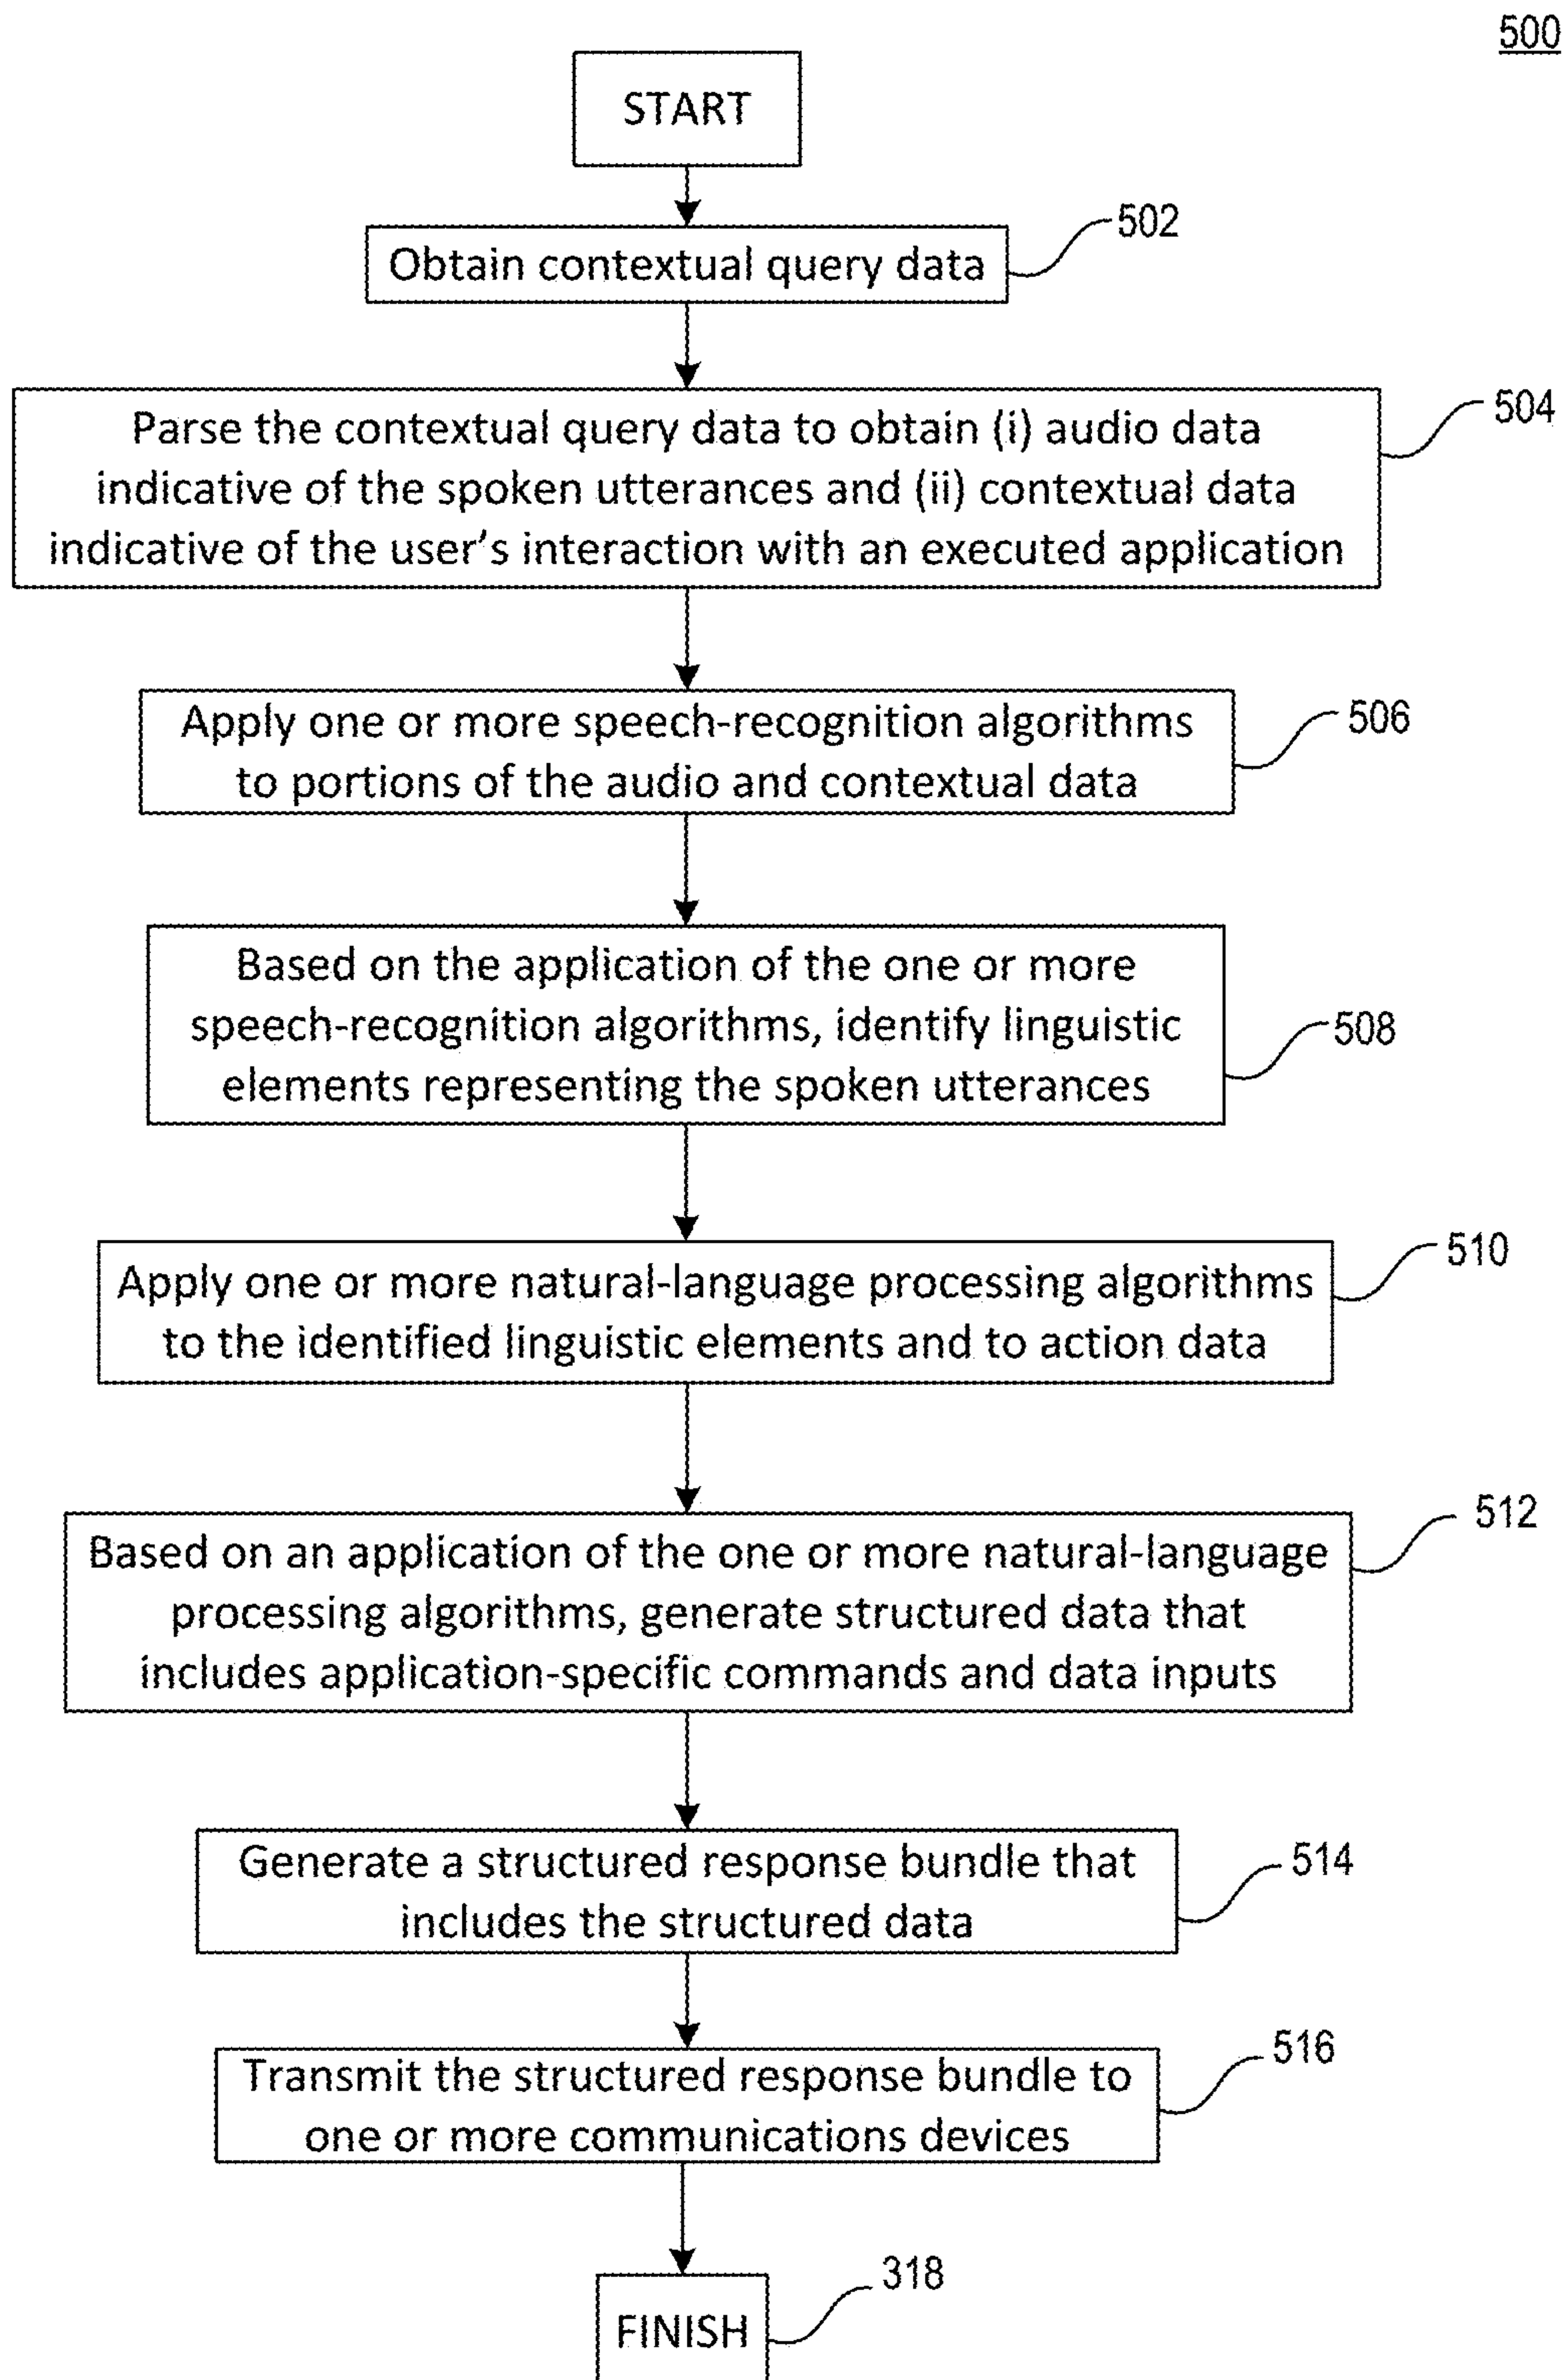 500
START
502
Obtain contextual query data
504
Parse the contextual query data to obtain (i) audio data
indicative of the spoken utterances and (ii) contextual data
indicative of the user's interaction with an executed application
506
Apply one or more speech-recognition algorithms
to portions of the audio and contextual data
Based on the application of the one or more
speech-recognition algorithms, identify linguistic
508
elements representing the spoken utterances
510
Apply one or more natural-language processing algorithms
to the identified linguistic elements and to action data
512
Based on an application of the one or more natural-language
processing algorithms, generate structured data that
includes application-specific commands and data inputs
514
Generate a structured response bundle that
includes the structured data
516
Transmit the structured response bundle to
one or more communications devices
318
FINISH